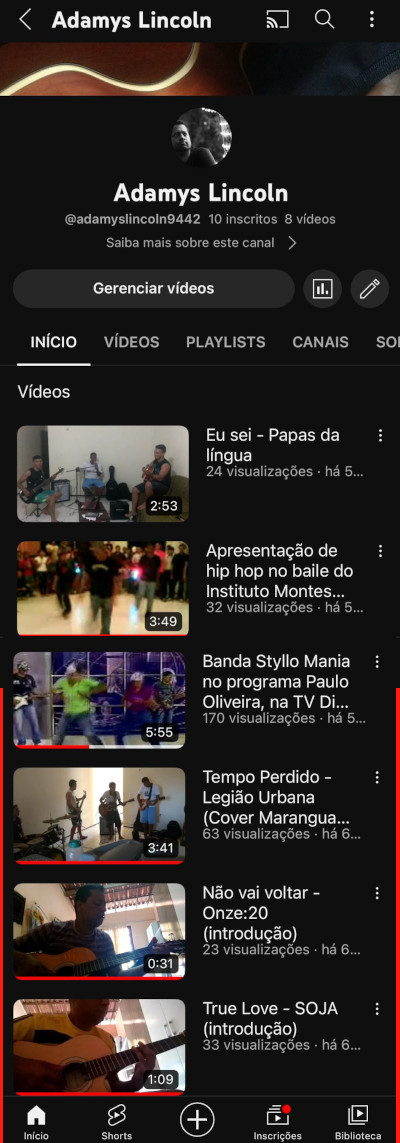 Adamys Lincoln
Adamys Lincoln
@adamyslincoln9442 10 inscritos 8 vídeos
Saiba mais sobre este canal
Gerenciar vídeos
INÍCIO VÍDEOS PLAYLISTS CANAIS SO
Vídeos
Eu sei - Papas da
língua
24 visualizações · há 5...
2:53
Apresentação de
hip hop no baile do
Instituto Montes...
32 visualizações · há 5...
3:49
Banda Styllo Mania
no programa Paulo
Oliveira, na TV Di...
170 visualizações · há 5...
5:55
Tempo Perdido -
Legião Urbana
(Cover Marangua...
63 visualizações · há 6...
3:41
Não vai voltar -
Onze:20
(introdução)
23 visualizações · há 6...
0:31
True Love - SOJA
(introdução)
33 visualizações · há 6...
1:09
Início Shorts Inscrições Biblioteca